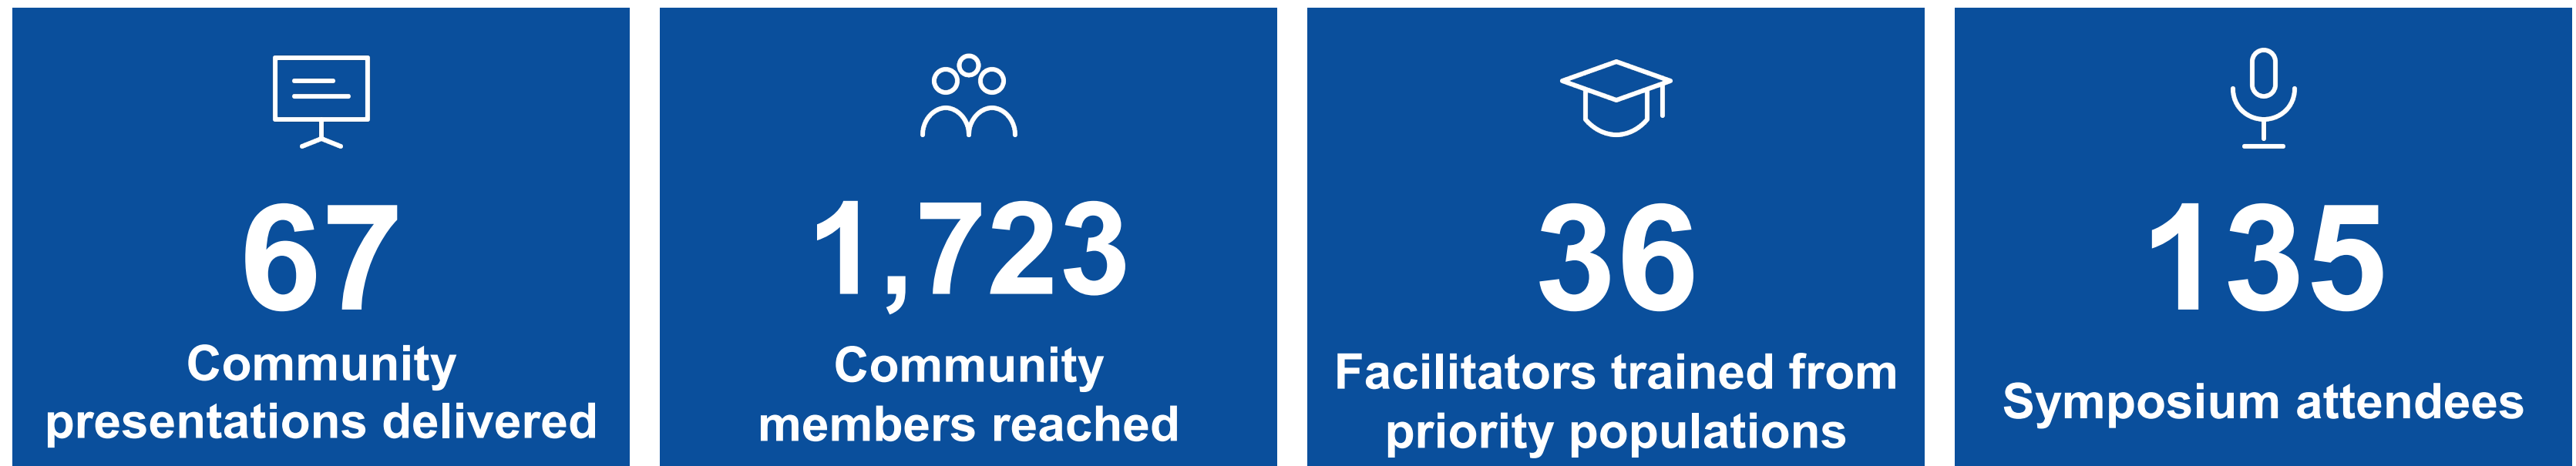 67
Community
presentations delivered
1,723
Community
members reached
36
Facilitators trained from
priority populations
135
Symposium attendees